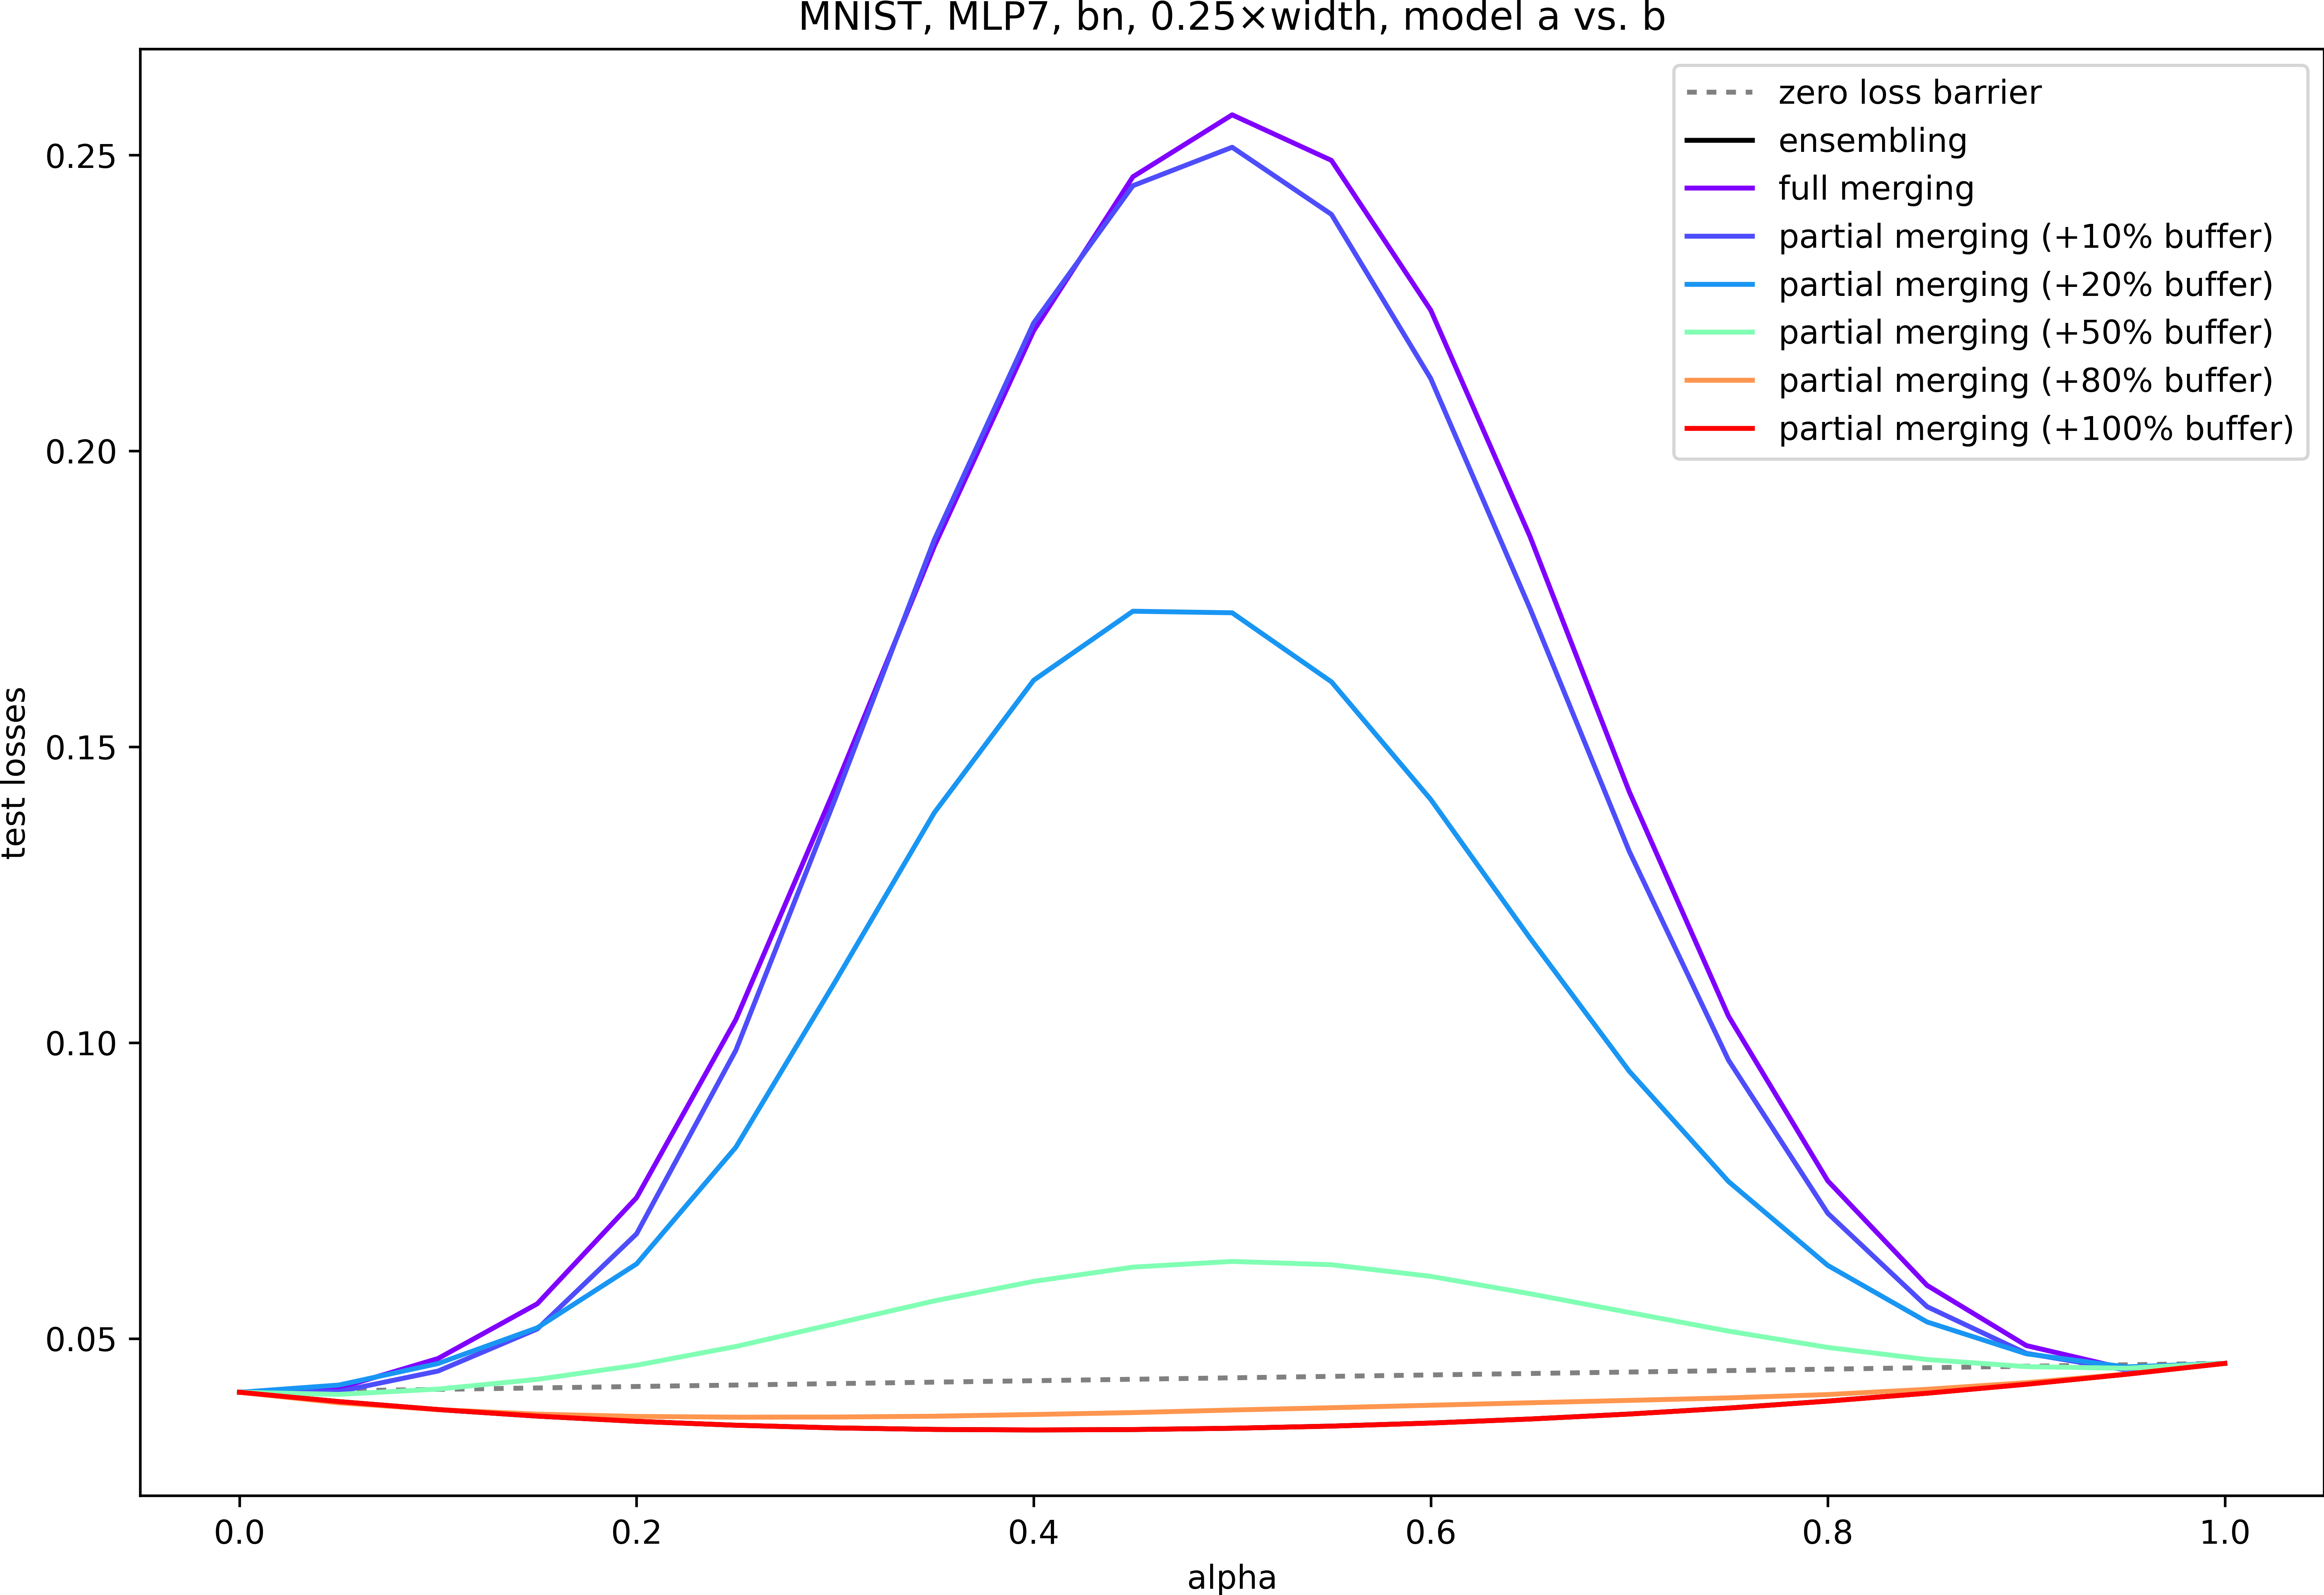 MNIST, MLP7, bn, 0.25×width, model a vs. b
zero loss barrier
ensembling
full merging
partial merging (+10% buffer)
partial merging (+20% buffer)
partial merging (+50% buffer)
partial merging (+80% buffer)
partial merging (+100% buffer)
0.25
0.20
0.15
0.10
0.05
test losses
0.0 0.2 0.4 0.6 0.8 1.0
alpha